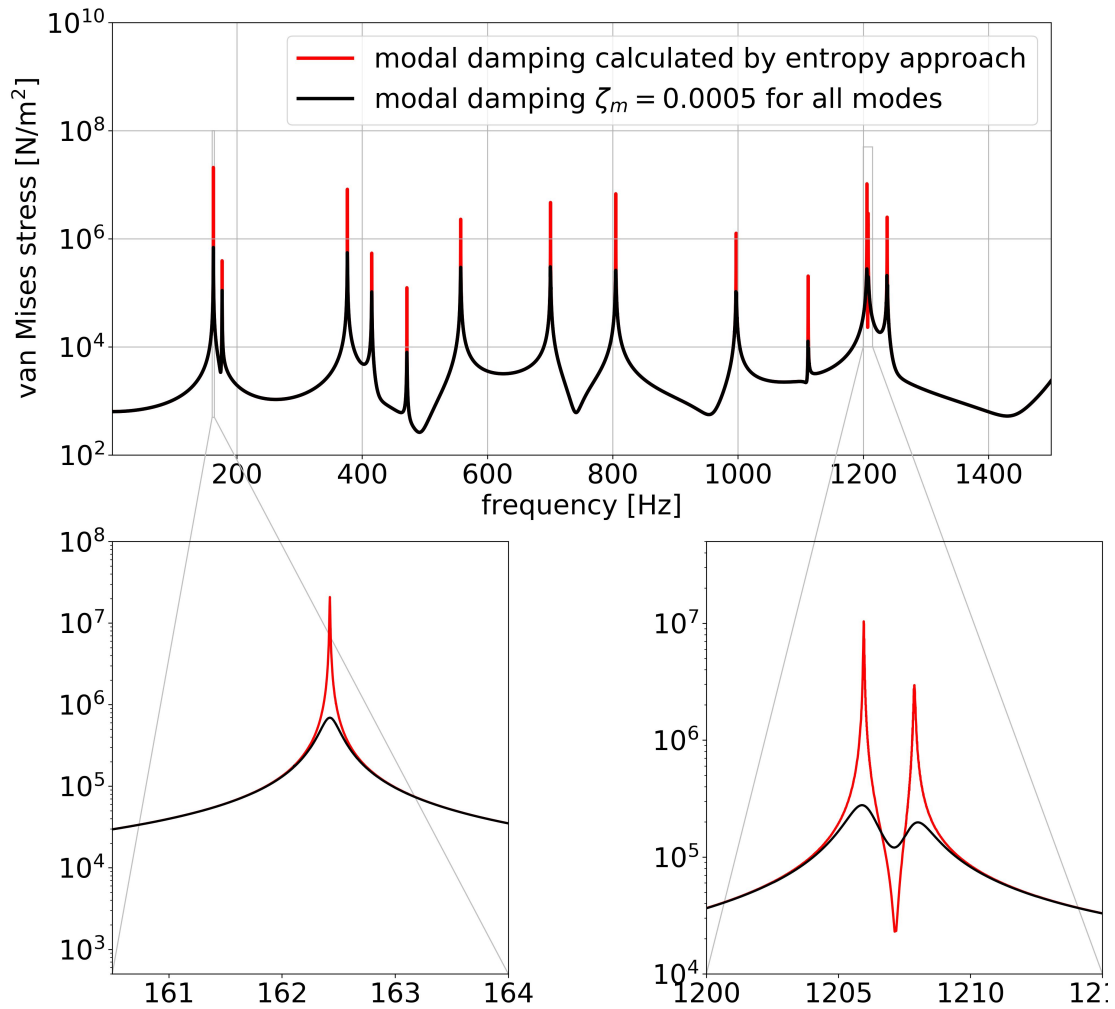 10^10
modal damping calculated by entropy approach
modal damping ζ_m = 0.0005 for all modes
van Mises stress [N/m^2]
10^8
10^6
10^4
10^2
200 400 600 800 1000 1200 1400
frequency [Hz]
10^8
10^7
10^6
10^5
10^4
10^3
161 162 163 164
10^7
10^6
10^5
10^4
1200 1205 1210 121